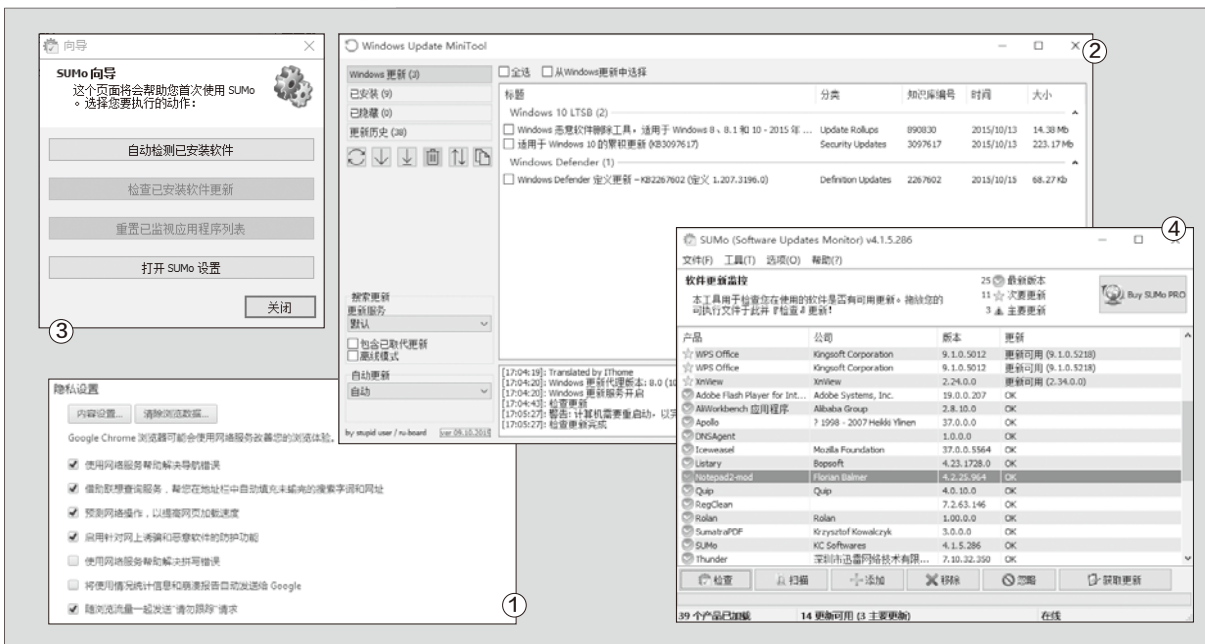 向导
SUMo 向导
这个页面将会帮助您首次使用 SUMo
。选择您要执行的动作：
自动检测已安装软件
检查已安装软件更新
重置已监视应用程序列表
打开 SUMo 设置
关闭
③
Windows Update MiniTool
②
Windows 更新 (3)
已安装 (9)
已隐藏 (0)
更新历史 (38)
搜索更新
更新服务
默认
包含已取代更新
离线模式
自动更新
自动
by stupid user / ru-board ver 09.10.2015
全选 从Windows更新中选择
标题 分类 知识库编号 时间 大小
Windows 10 LTSB (2)
Windows 恶意软件删除工具，适用于 Windows 8、8.1 和 10 - 2015 年 ... Update Rollups 890830 2015/10/13 14.38 Mb
适用于 Windows 10 的累积更新 (KB3097617) Security Updates 3097617 2015/10/13 223.17 Mb
Windows Defender (1)
Windows Defender 定义更新 - KB2267602 (定义 1.207.3196.0) Definition Updates 2267602 2015/10/15 68.27 Kb
[17:04:19]: Translated by IThome
[17:04:20]: Windows 更新代理版本: 8.0 (10
[17:04:20]: Windows 更新服务开启
[17:04:43]: 检查更新
[17:05:27]: 警告: 计算机需要重启动，以完
[17:05:27]: 检查更新完成
隐私设置
内容设置... 清除浏览数据...
Google Chrome 浏览器可能会使用网络服务改善您的浏览体验。
使用网络服务帮助解决导航错误
借助联想查询服务，帮您在地址栏中自动填充未输完的搜索字词和网址
预测网络操作，以提高网页加载速度
启用针对网上诱骗和恶意软件的防护功能
使用网络服务帮助解决拼写错误
将使用情况统计信息和崩溃报告自动发送给 Google
随浏览流量一起发送“请勿跟踪”请求
①
SUMo (Software Updates Monitor) v4.1.5.286
④
文件(F) 工具(T) 选项(O) 帮助(?)
软件更新监控
本工具用于检查您在使用的软件是否有可用更新。拖放您的
可执行文件于此并『检查』更新!
25 最新版本
11 次要更新
3 主要更新
Buy SUMo PRO
产品 公司 版本 更新
WPS Office Kingsoft Corporation 9.1.0.5012 更新可用 (9.1.0.5218)
WPS Office Kingsoft Corporation 9.1.0.5012 更新可用 (9.1.0.5218)
XnView XnView 2.24.0.0 更新可用 (2.34.0.0)
Adobe Flash Player for Int... Adobe Systems, Inc. 19.0.0.207 OK
AliWorkbench 应用程序 Alibaba Group 2.8.10.0 OK
Apollo ? 1998 - 2007 Heikki Ylinen 37.0.0.0 OK
DNSAgent 1.0.0.0 OK
Iceweasel Mozilla Foundation 37.0.0.5564 OK
Listary Bopsoft 4.23.1728.0 OK
Notepad2-mod Florian Balmer 4.2.25.964 OK
Quip Quip 4.0.10.0 OK
RegClean 7.2.63.146 OK
Rolan Rolan 1.00.0.0 OK
SumatraPDF Krzysztof Kowalczyk 3.0.0.0 OK
SUMo KC Softwares 4.1.5.286 OK
Thunder 深圳市迅雷网络技术有限... 7.10.32.350 OK
检查 扫描 添加 移除 忽略 获取更新
39 个产品已加载 14 更新可用 (3 主要更新) 在线